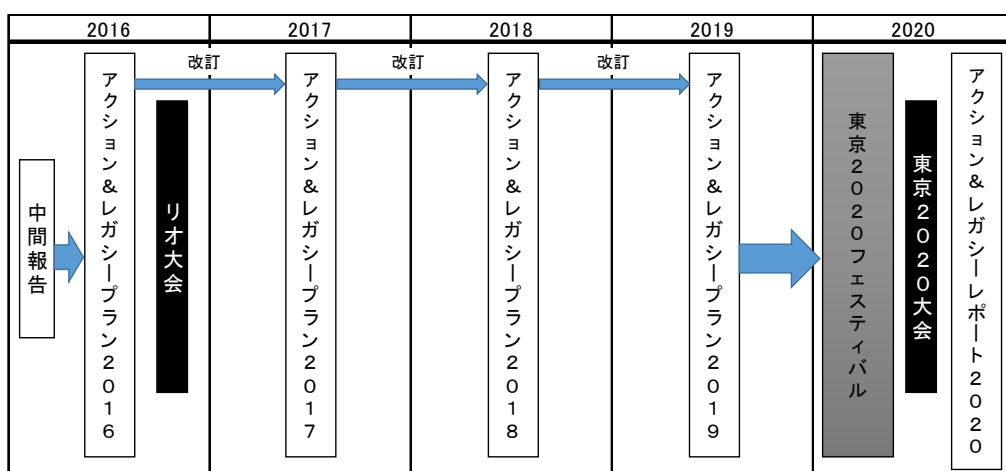 2016
2017
2018
2019
2020
中間報告
アクション&レガシープラン2016
リオ大会
改訂
アクション&レガシープラン2017
改訂
アクション&レガシープラン2018
改訂
アクション&レガシープラン2019
東京2020フェスティバル
東京2020大会
アクション&レガシーレポート2020